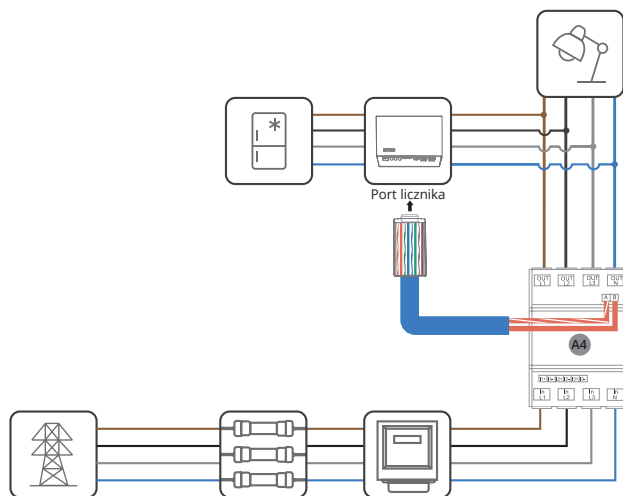 Port licznika
OUT L1 OUT L2 OUT L3 OUT N
A B
A4
In L1 In L2 In L3 In N